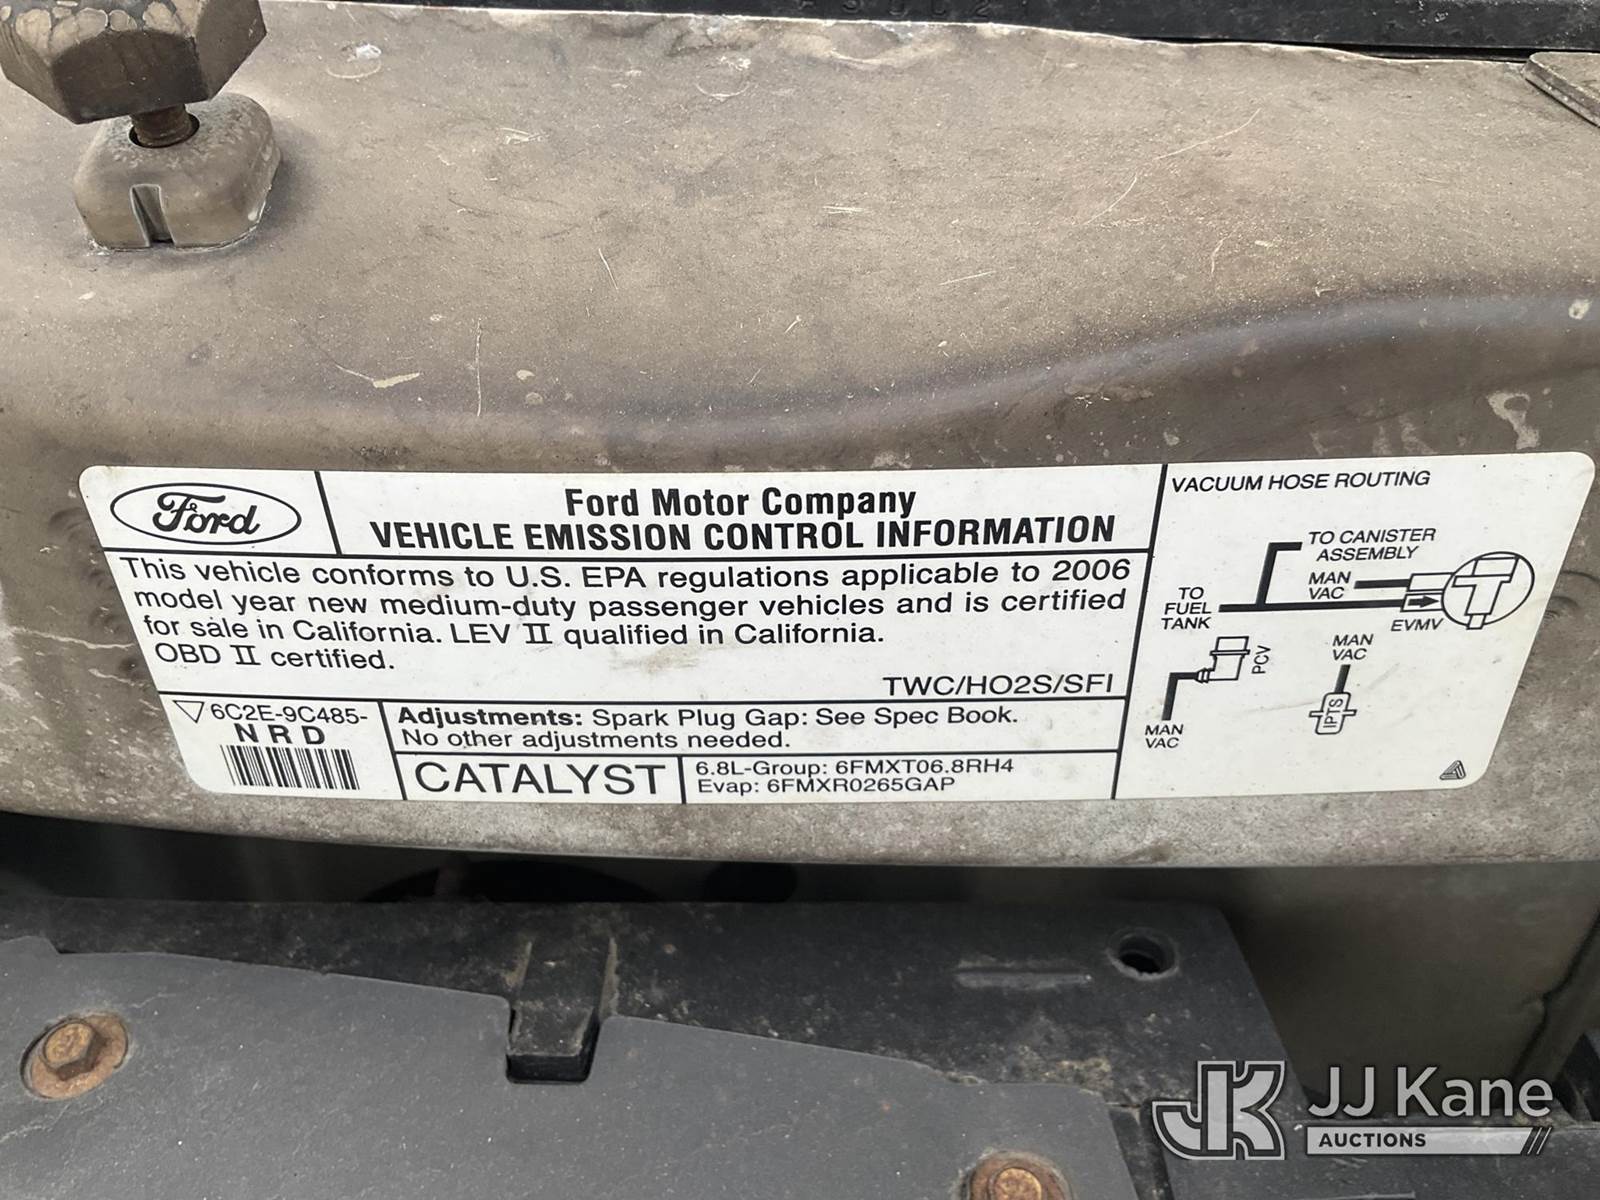 Ford
Ford Motor Company
VEHICLE EMISSION CONTROL INFORMATION
This vehicle conforms to U.S. EPA regulations applicable to 2006
model year new medium-duty passenger vehicles and is certified
for sale in California. LEV II qualified in California.
OBD II certified.
TWC/HO2S/SFI
6C2E-9C485-
N R D
Adjustments: Spark Plug Gap: See Spec Book.
No other adjustments needed.
CATALYST
6.8L-Group: 6FMXT06.8RH4
Evap: 6FMXR0265GAP
VACUUM HOSE ROUTING
TO CANISTER
ASSEMBLY
MAN
VAC
TO
FUEL
TANK
EVMV
PCV
MAN
VAC
IPTS
MAN
VAC
JK
JJ Kane
AUCTIONS